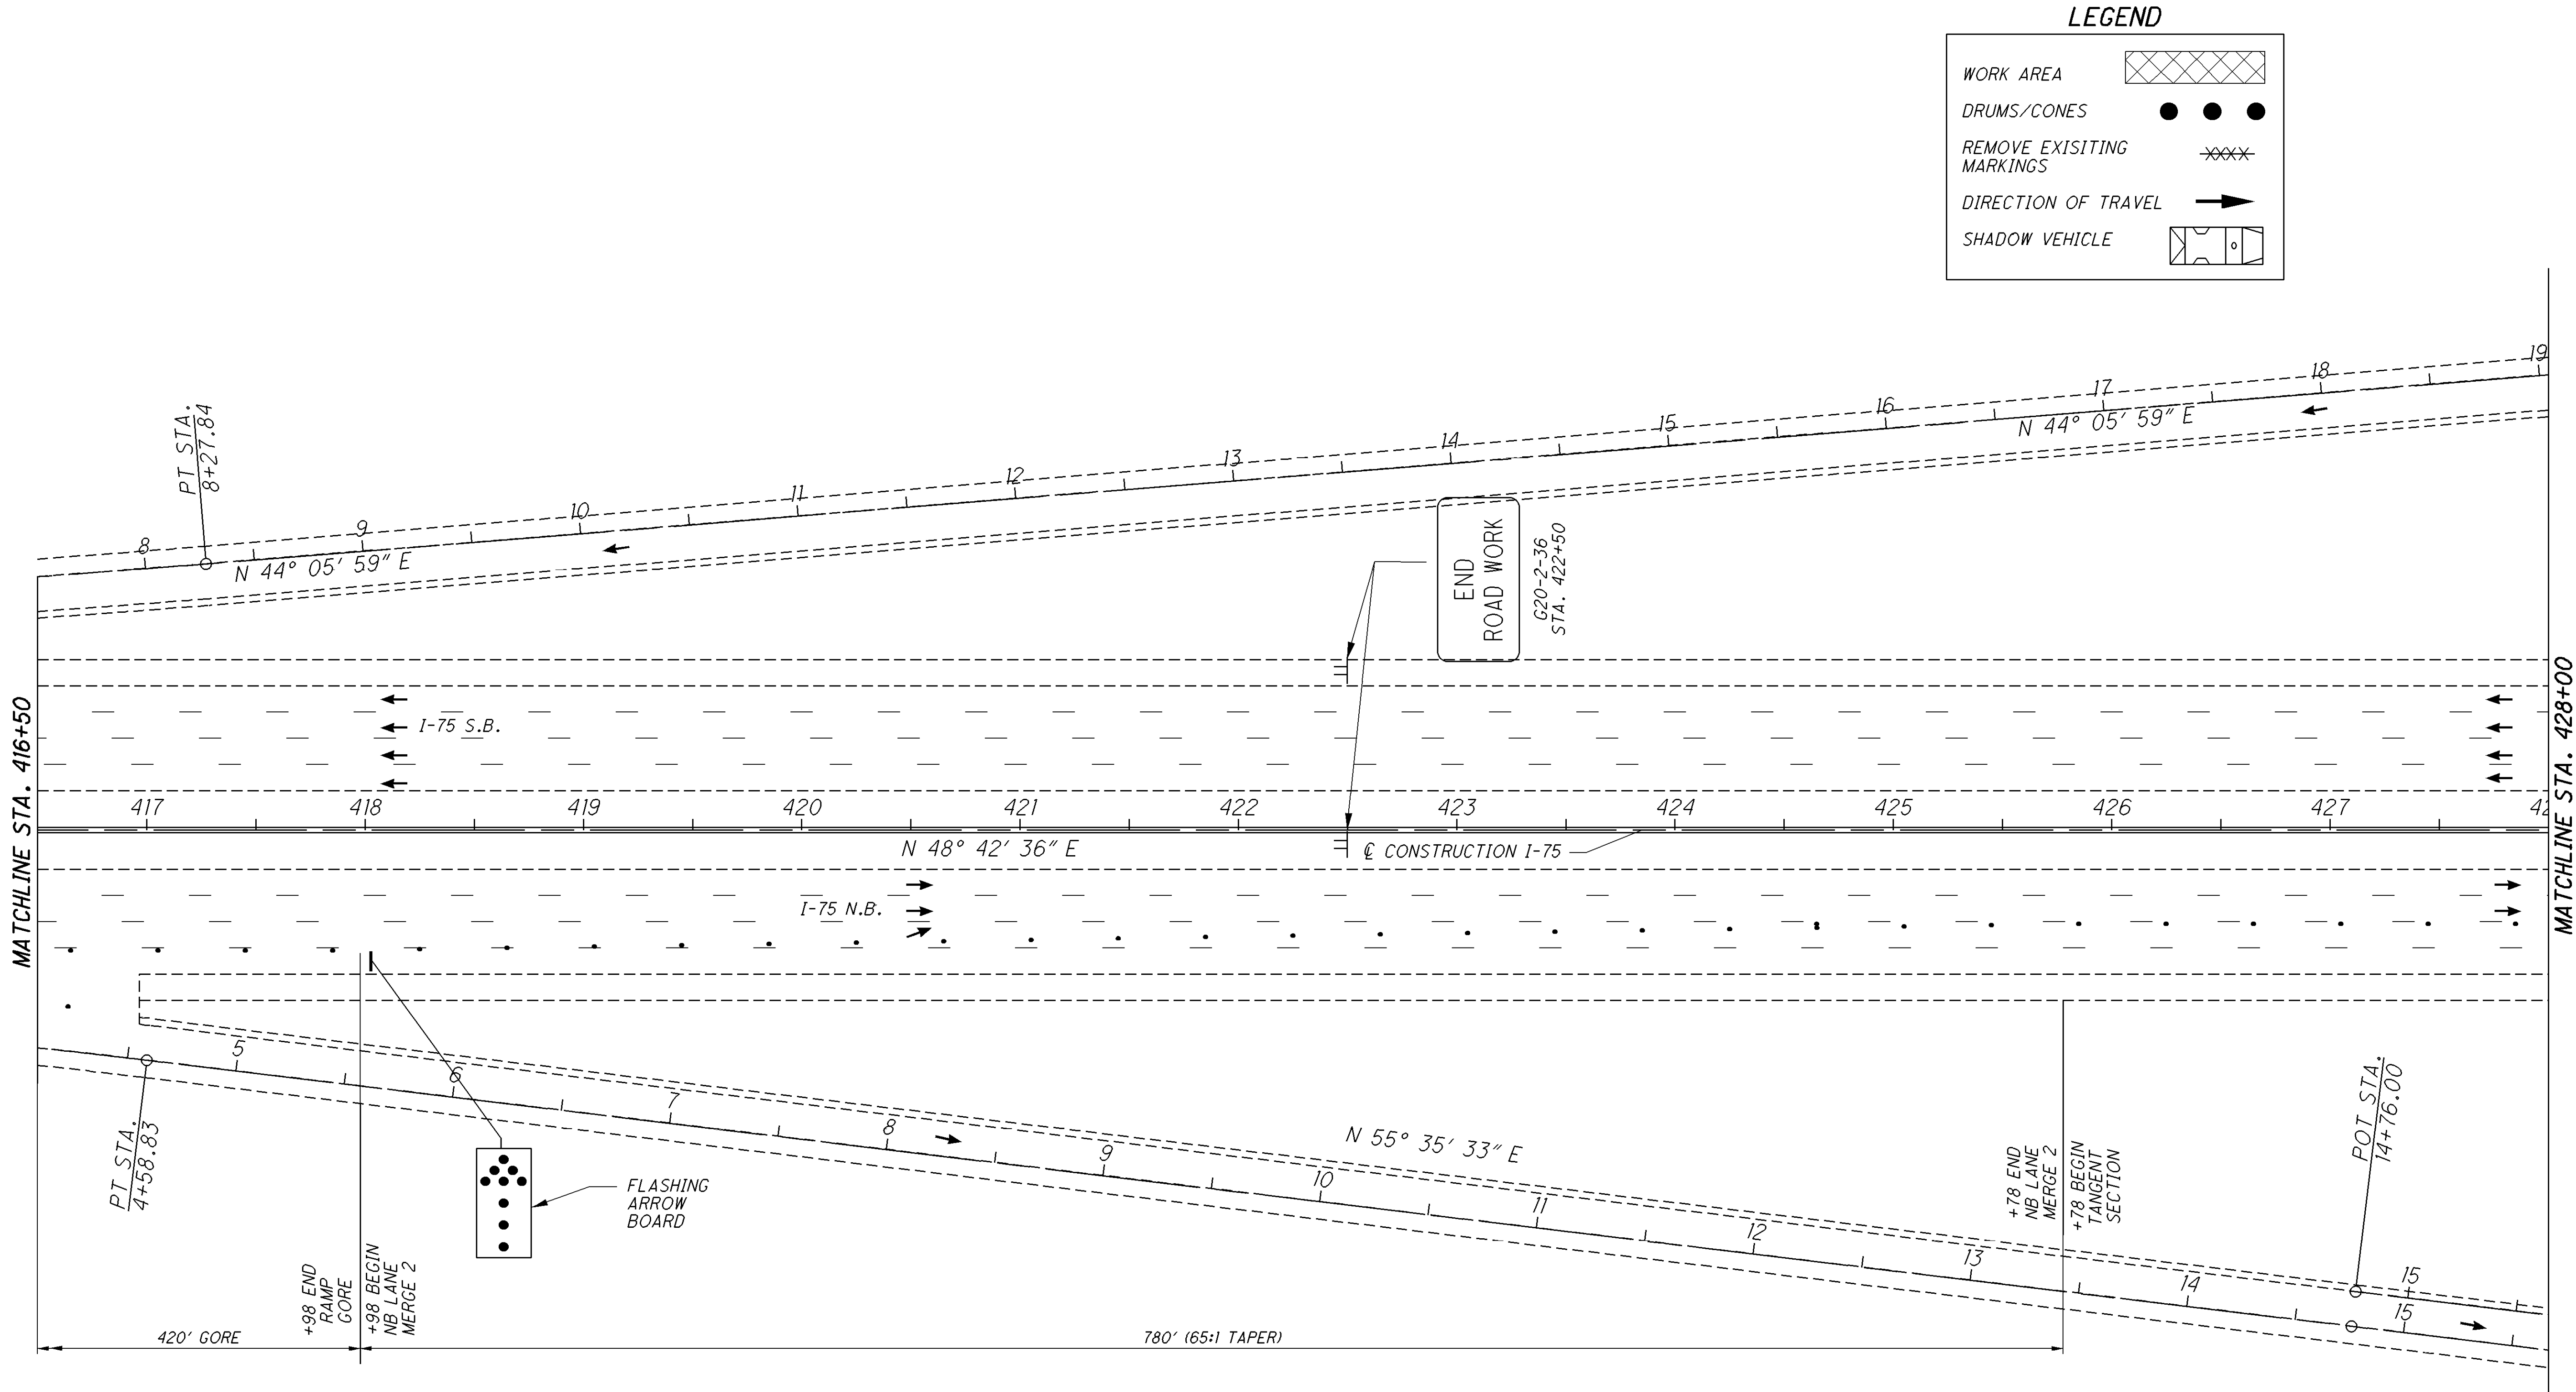 LEGEND
WORK AREA
DRUMS/CONES
REMOVE EXISITING
MARKINGS
DIRECTION OF TRAVEL
SHADOW VEHICLE
PT STA.
8+27.84
8 9 10 11 12 13 14 15 16 17 18 19
N 44° 05' 59" E
N 44° 05' 59" E
END
ROAD WORK
G20-2-36
STA. 422+50
MATCHLINE STA. 416+50
MATCHLINE STA. 428+00
I-75 S.B.
417 418 419 420 421 422 423 424 425 426 427 42
N 48° 42' 36" E
℄ CONSTRUCTION I-75
I-75 N.B.
5 6 7 8 9 10 11 12 13 14 15
15
N 55° 35' 33" E
PT STA.
4+58.83
POT STA.
14+76.00
FLASHING
ARROW
BOARD
+98 END
RAMP
GORE
+98 BEGIN
NB LANE
MERGE 2
+78 END
NB LANE
MERGE 2
+78 BEGIN
TANGENT
SECTION
420' GORE
780' (65:1 TAPER)